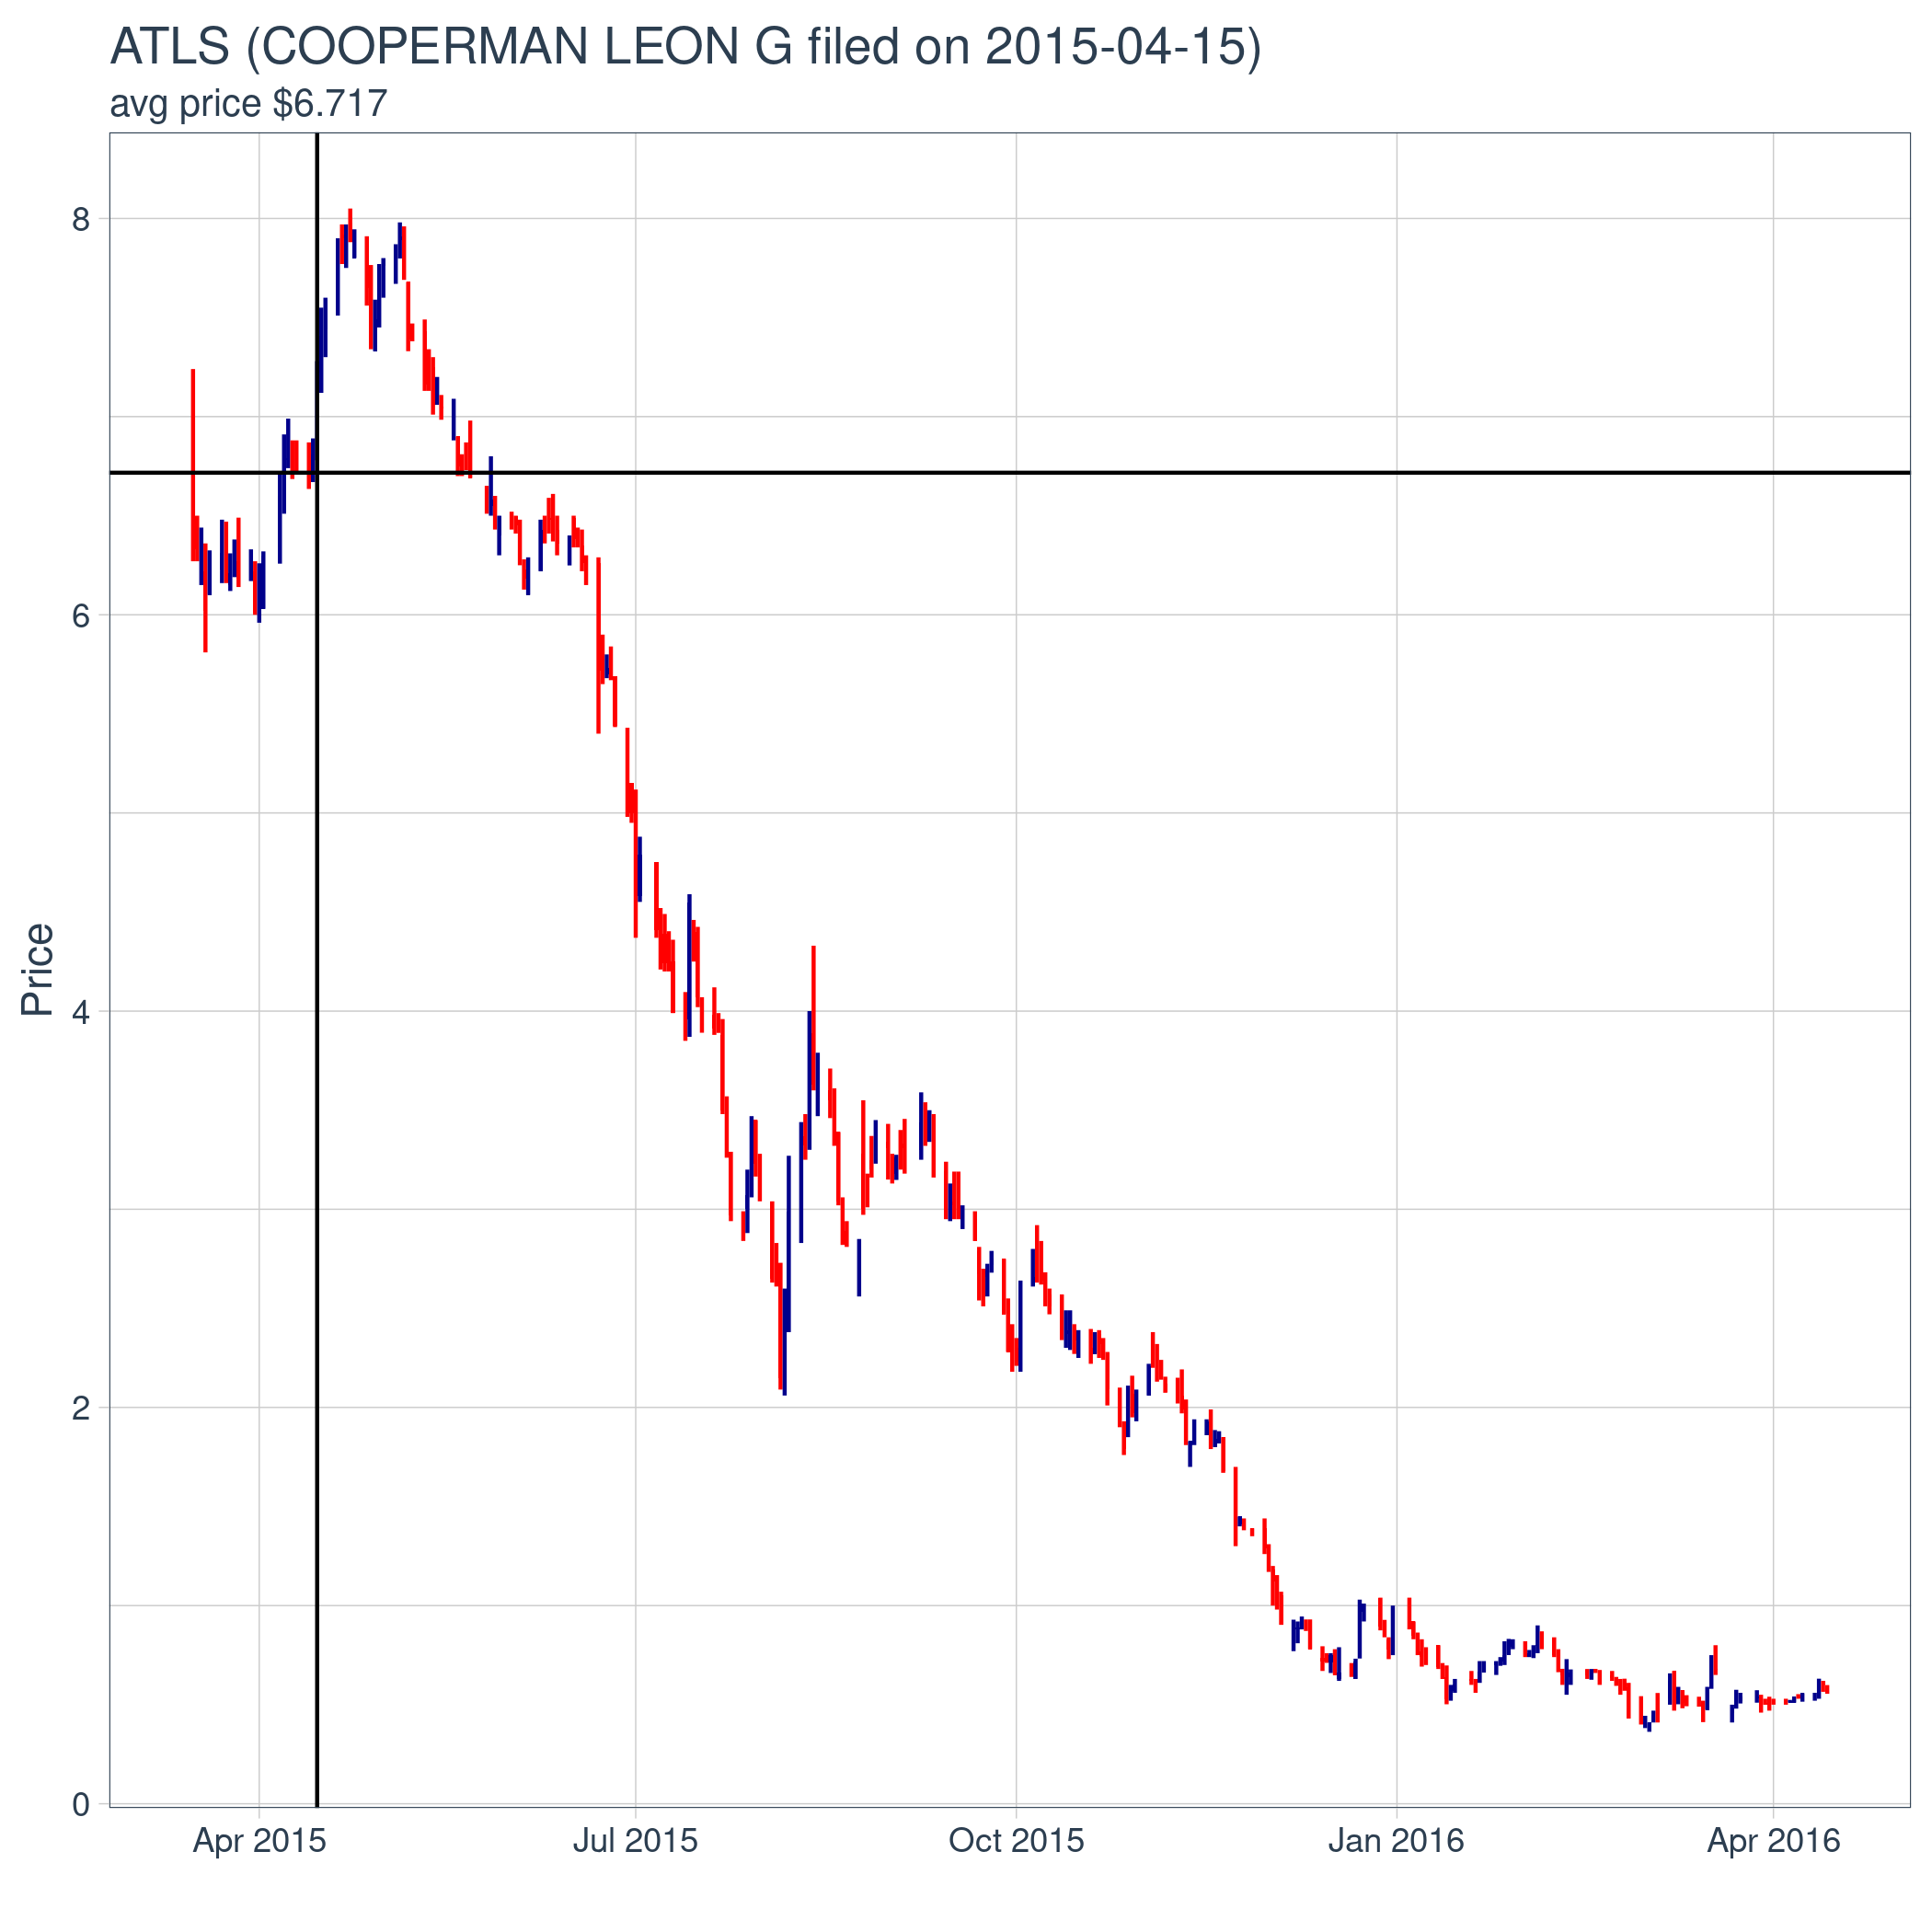 ATLS (COOPERMAN LEON G filed on 2015-04-15)
avg price $6.717
8
6
Price
4
2
0
Apr 2015
Jul 2015
Oct 2015
Jan 2016
Apr 2016